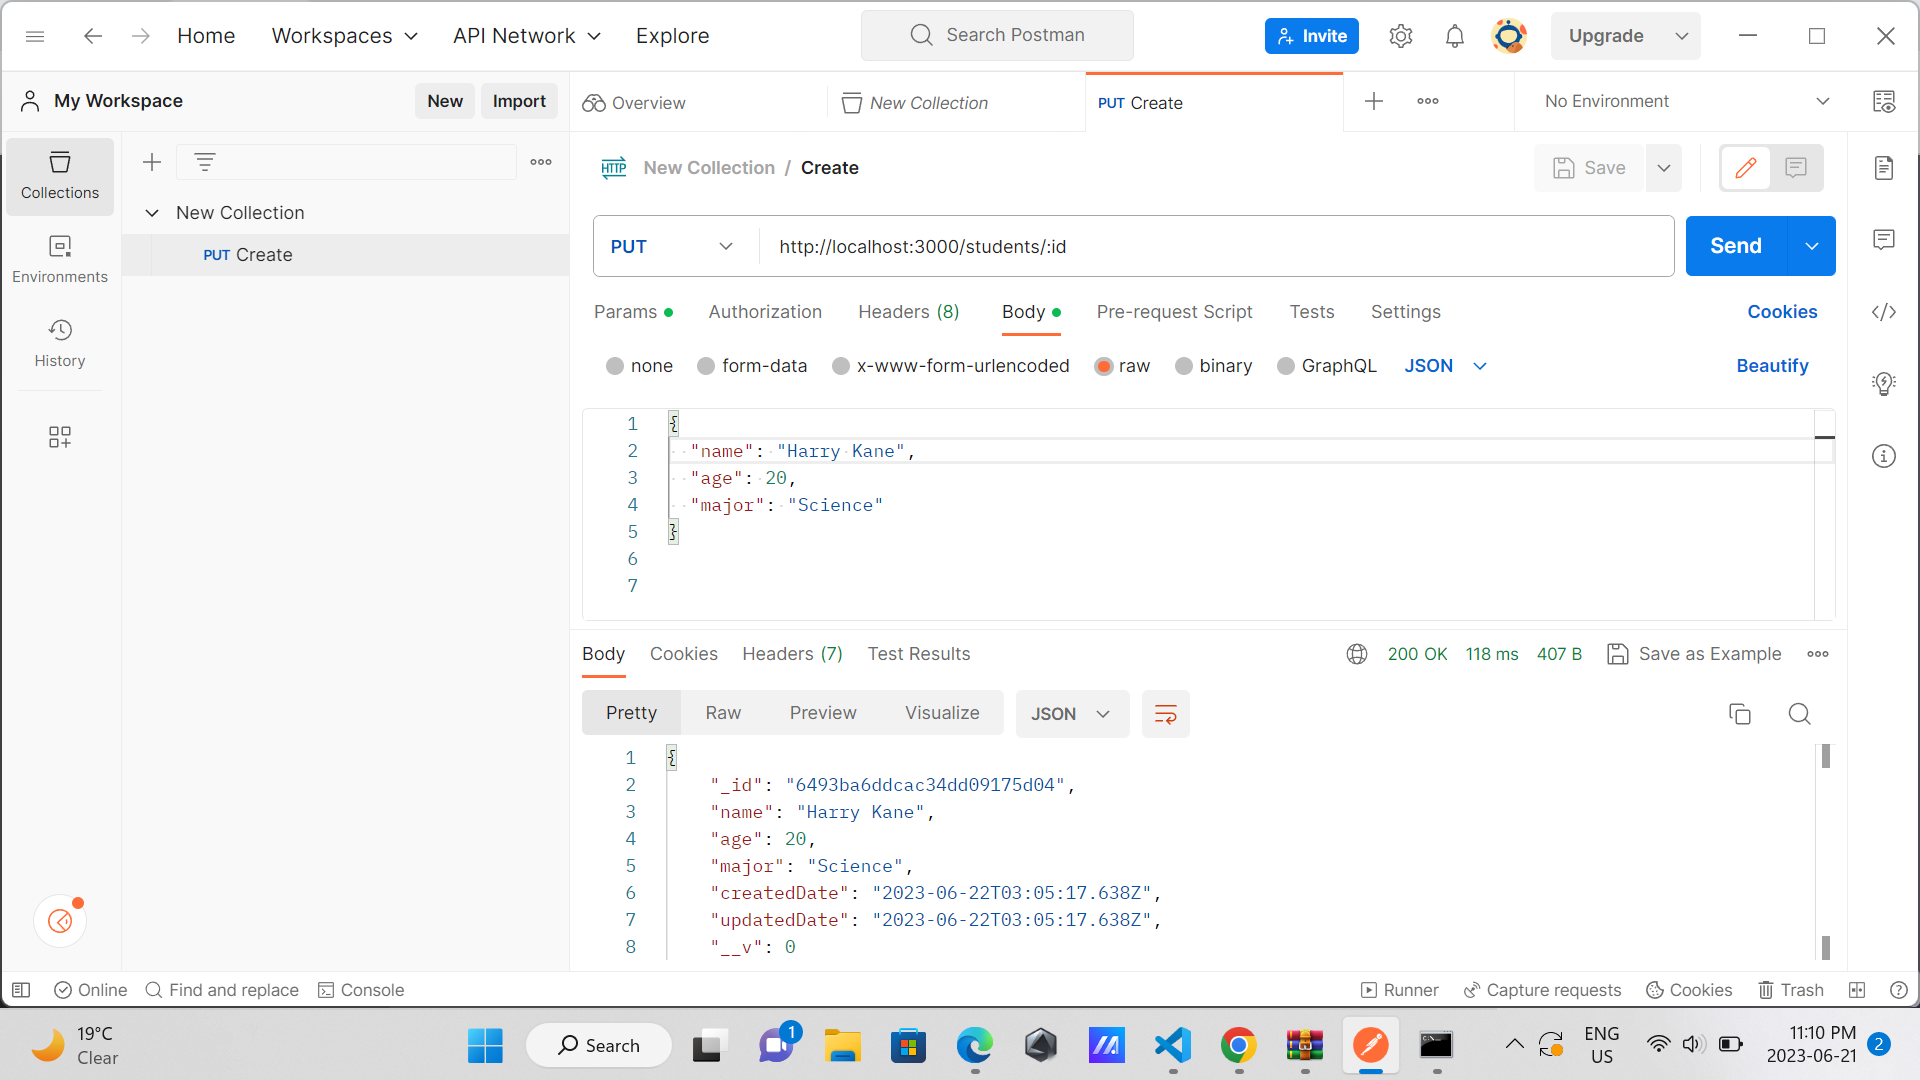 Home Workspaces API Network Explore Search Postman Invite Upgrade
My Workspace New Import Overview New Collection PUT Create No Environment
Collections
Environments
History
New Collection
PUT Create
HTTP New Collection / Create Save
PUT http://localhost:3000/students/:id Send
Params Authorization Headers (8) Body Pre-request Script Tests Settings Cookies
none form-data x-www-form-urlencoded raw binary GraphQL JSON Beautify
1 {
2 "name": "Harry Kane",
3 "age": 20,
4 "major": "Science"
5 }
6
7
Body Cookies Headers (7) Test Results 200 OK 118 ms 407 B Save as Example
Pretty Raw Preview Visualize JSON
1 {
2 "_id": "6493ba6ddcac34dd09175d04",
3 "name": "Harry Kane",
4 "age": 20,
5 "major": "Science",
6 "createdDate": "2023-06-22T03:05:17.638Z",
7 "updatedDate": "2023-06-22T03:05:17.638Z",
8 "__v": 0
Online Find and replace Console Runner Capture requests Cookies Trash
19°C
Clear
Search
1
ENG
US
11:10 PM
2023-06-21
2